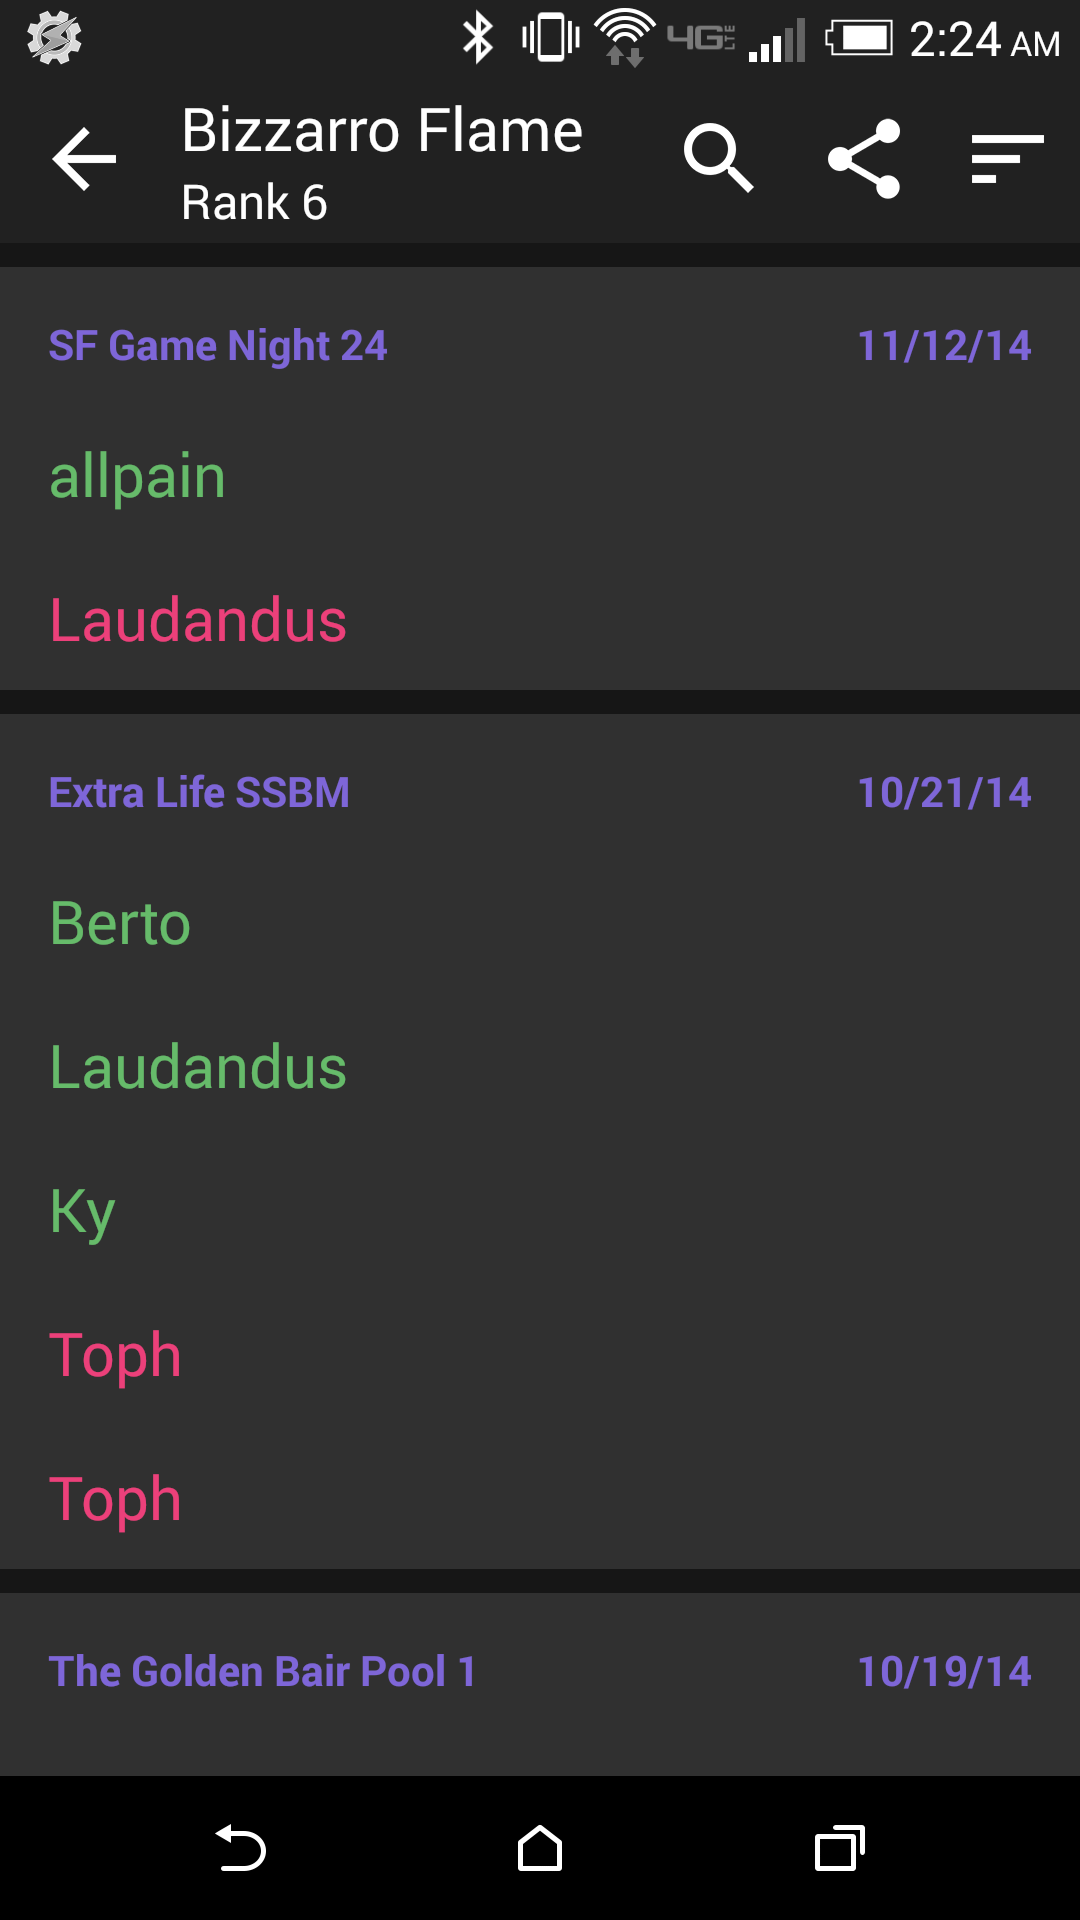 4G LTE 2:24 AM
Bizzarro Flame
Rank 6
SF Game Night 24 11/12/14
allpain
Laudandus
Extra Life SSBM 10/21/14
Berto
Laudandus
Ky
Toph
Toph
The Golden Bair Pool 1 10/19/14